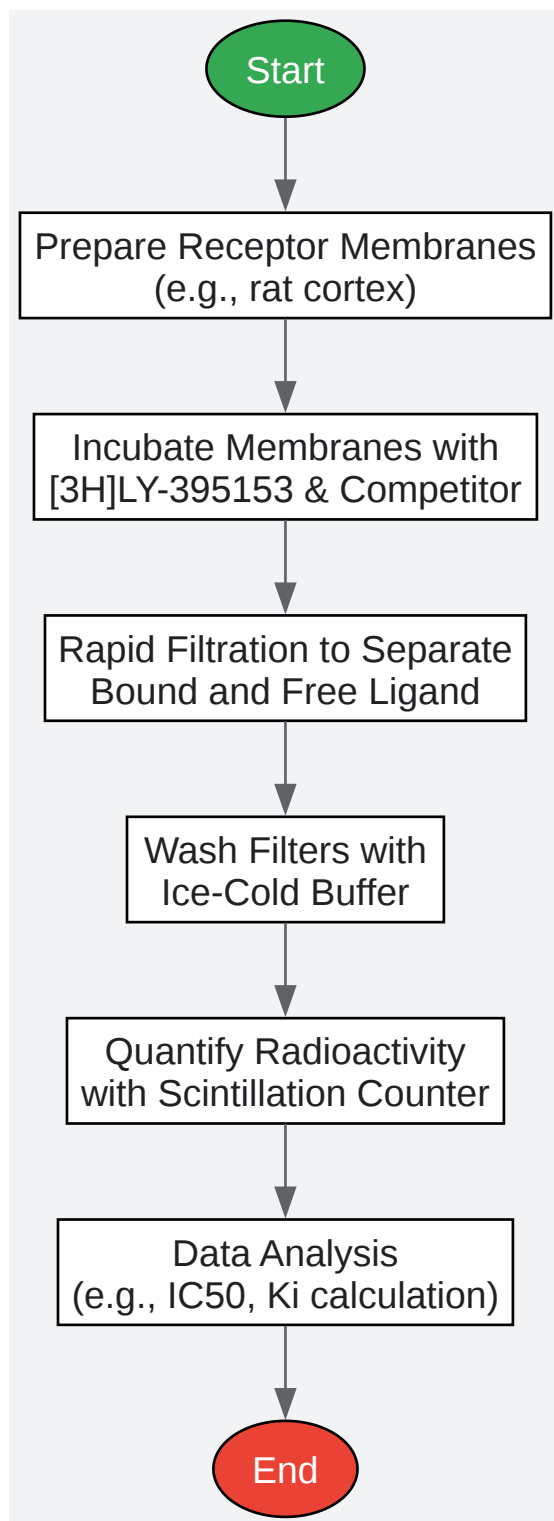 Start
Prepare Receptor Membranes
(e.g., rat cortex)
Incubate Membranes with
[3H]LY-395153 & Competitor
Rapid Filtration to Separate
Bound and Free Ligand
Wash Filters with
Ice-Cold Buffer
Quantify Radioactivity
with Scintillation Counter
Data Analysis
(e.g., IC50, Ki calculation)
End